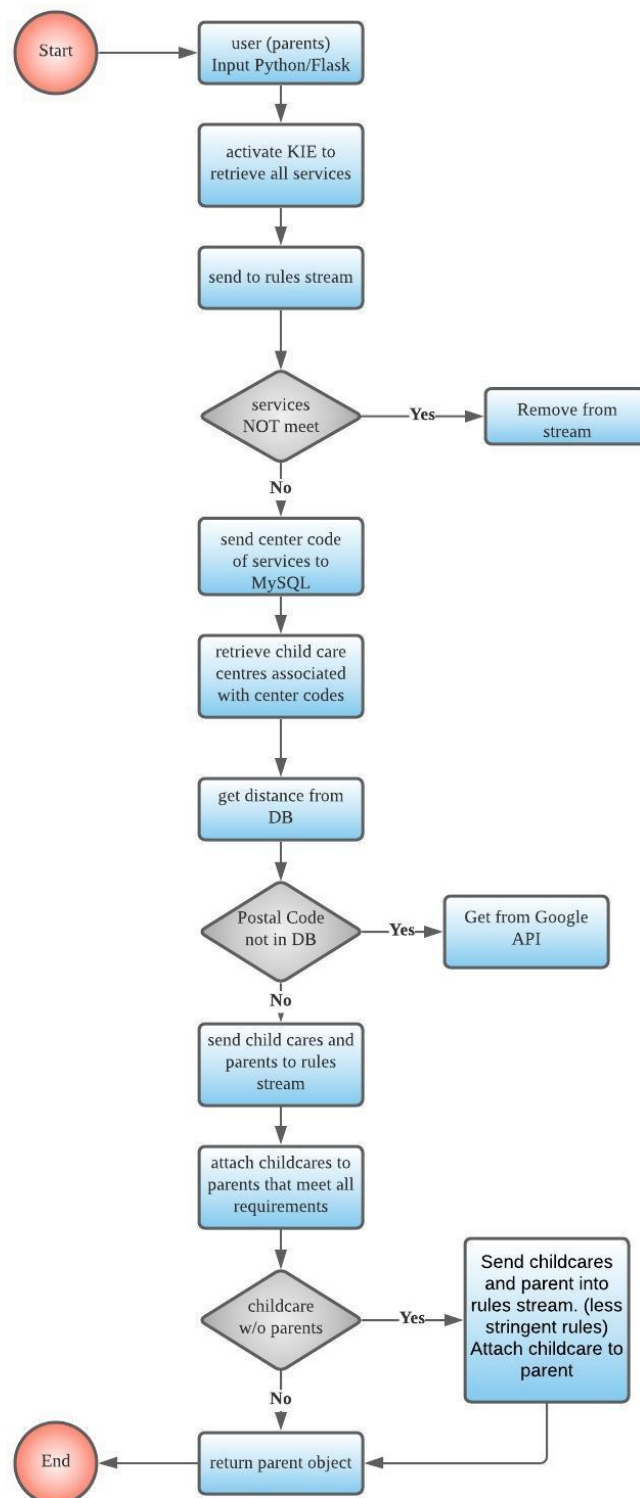 Start
user (parents)
Input Python/Flask
activate KIE to
retrieve all services
send to rules stream
services
NOT meet
Yes
Remove from
stream
No
send center code
of services to
MySQL
retrieve child care
centres associated
with center codes
get distance from
DB
Postal Code
not in DB
Yes
Get from Google
API
No
send child cares and
parents to rules
stream
attach childcares to
parents that meet all
requirements
childcare
w/o parents
Yes
Send childcares
and parent into
rules stream. (less
stringent rules)
Attach childcare to
parent
No
return parent object
End